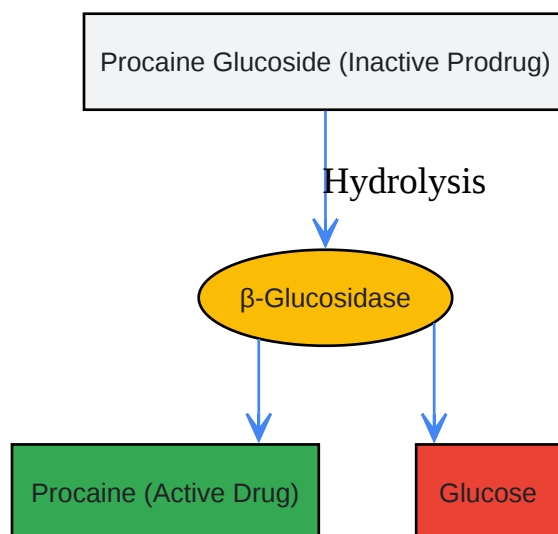 Procaine Glucoside (Inactive Prodrug)
Hydrolysis
β-Glucosidase
Procaine (Active Drug)
Glucose